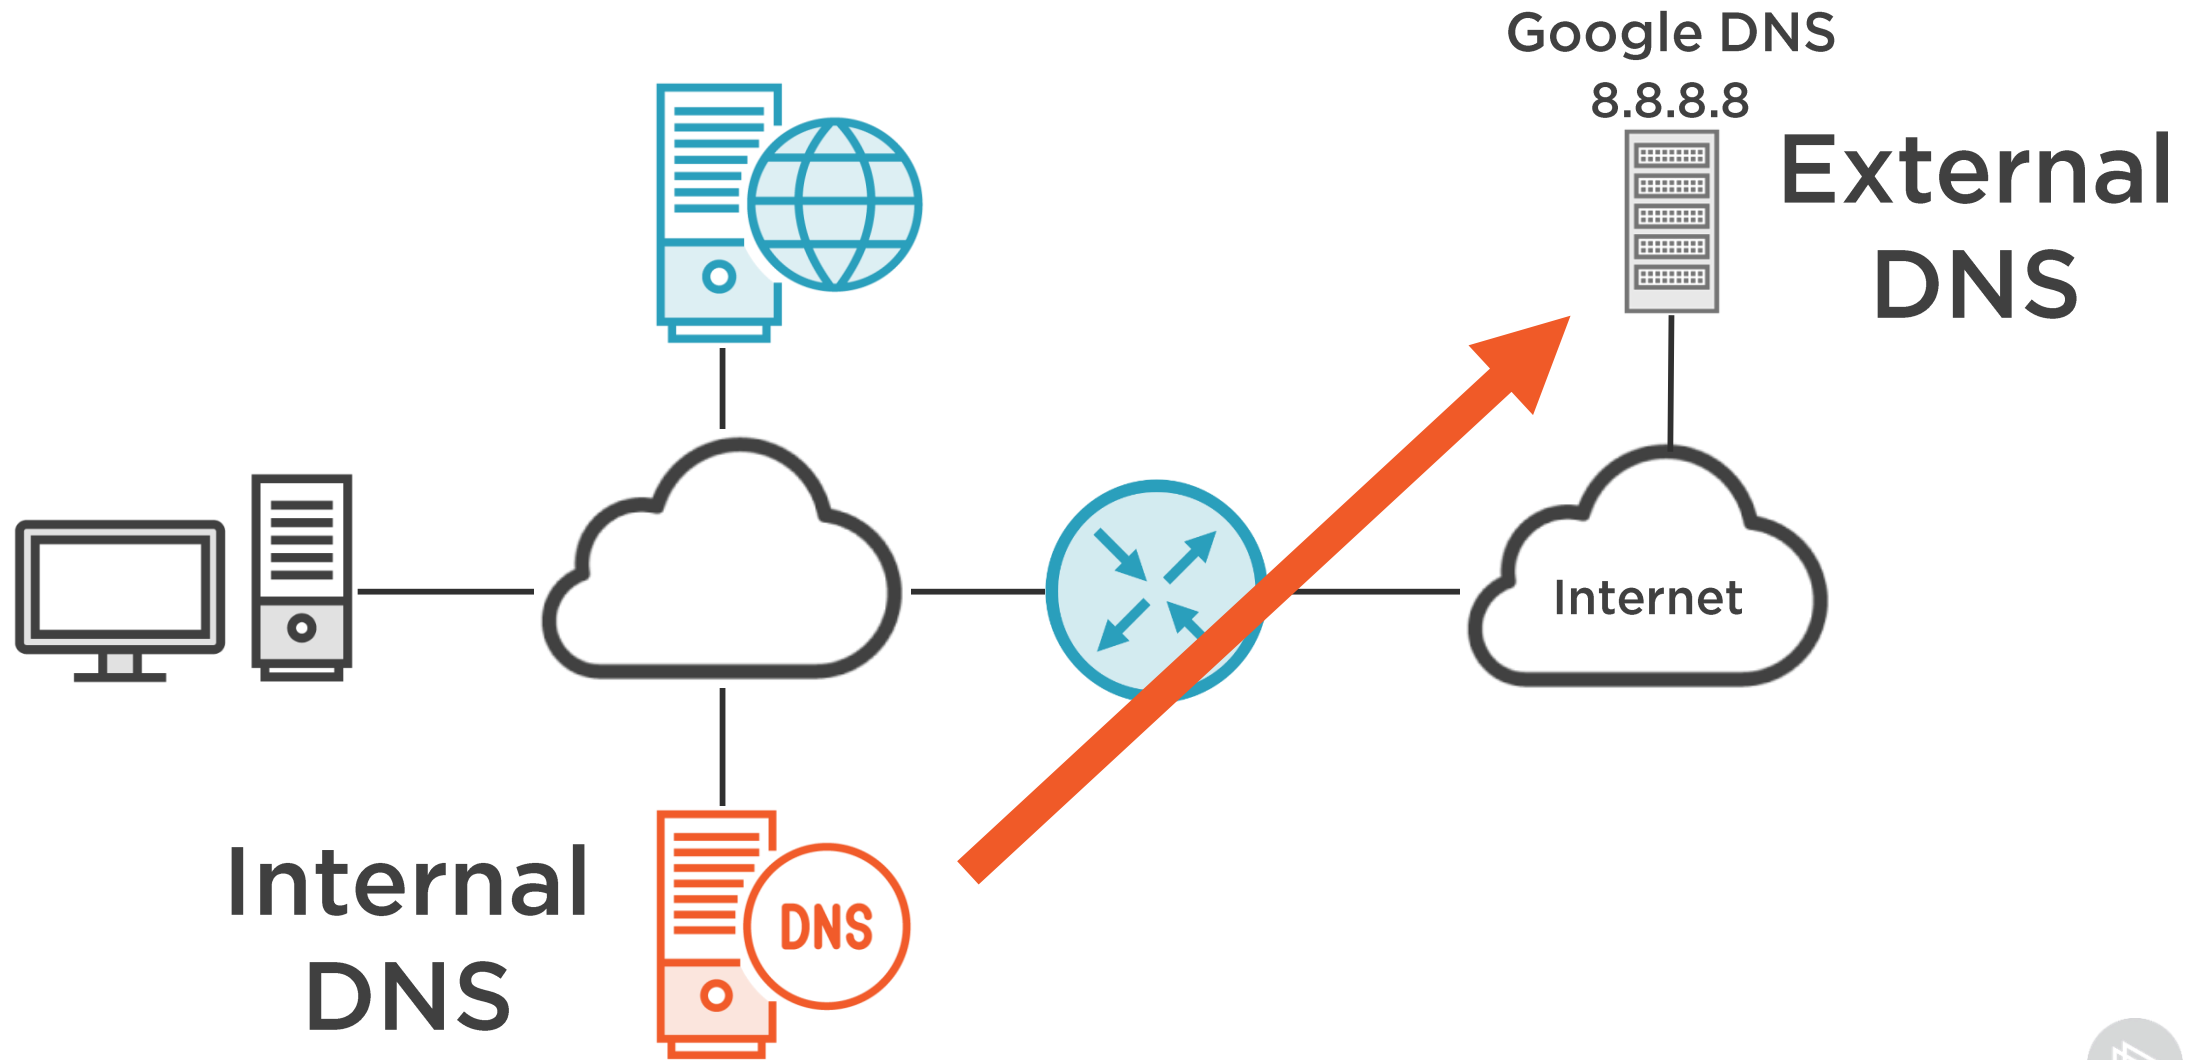 Google DNS
8.8.8.8
External
DNS
Internet
Internal
DNS
DNS